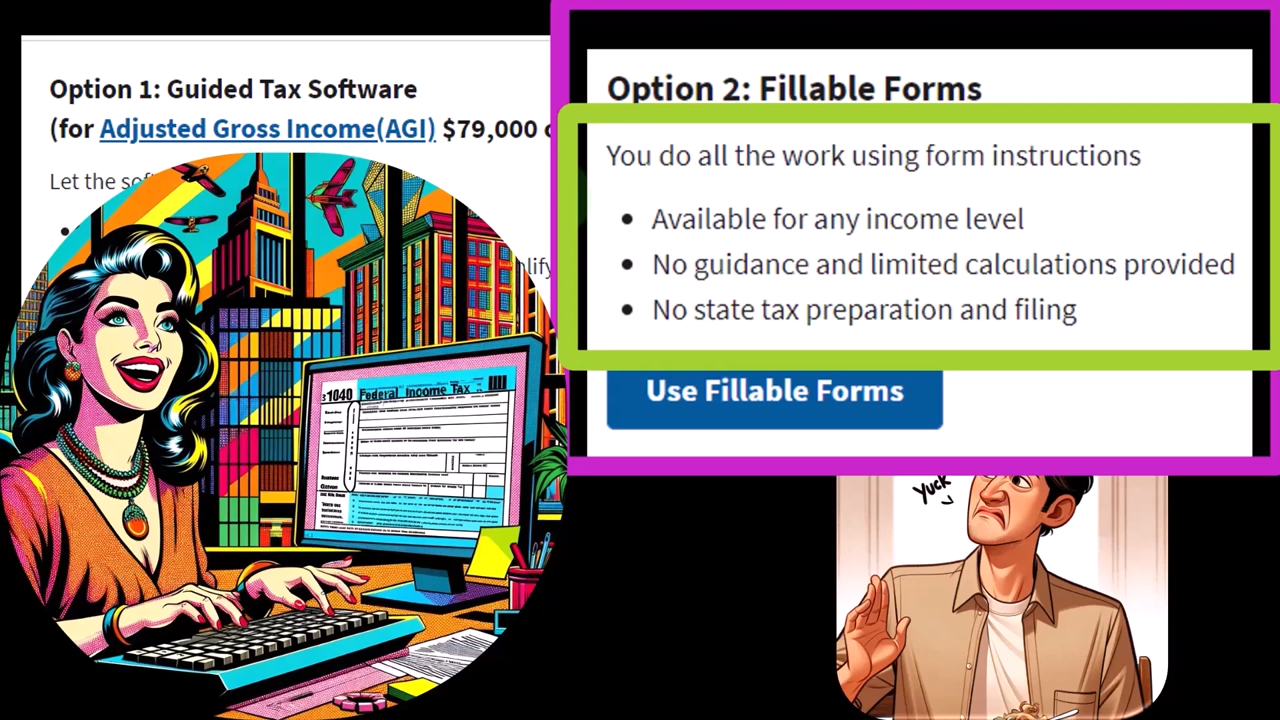 Option 1: Guided Tax Software
(for Adjusted Gross Income(AGI) $79,000
Let the
Option 2: Fillable Forms
You do all the work using form instructions
• Available for any income level
• No guidance and limited calculations provided
• No state tax preparation and filing
Use Fillable Forms
1040 Federal Income Tax
yuck